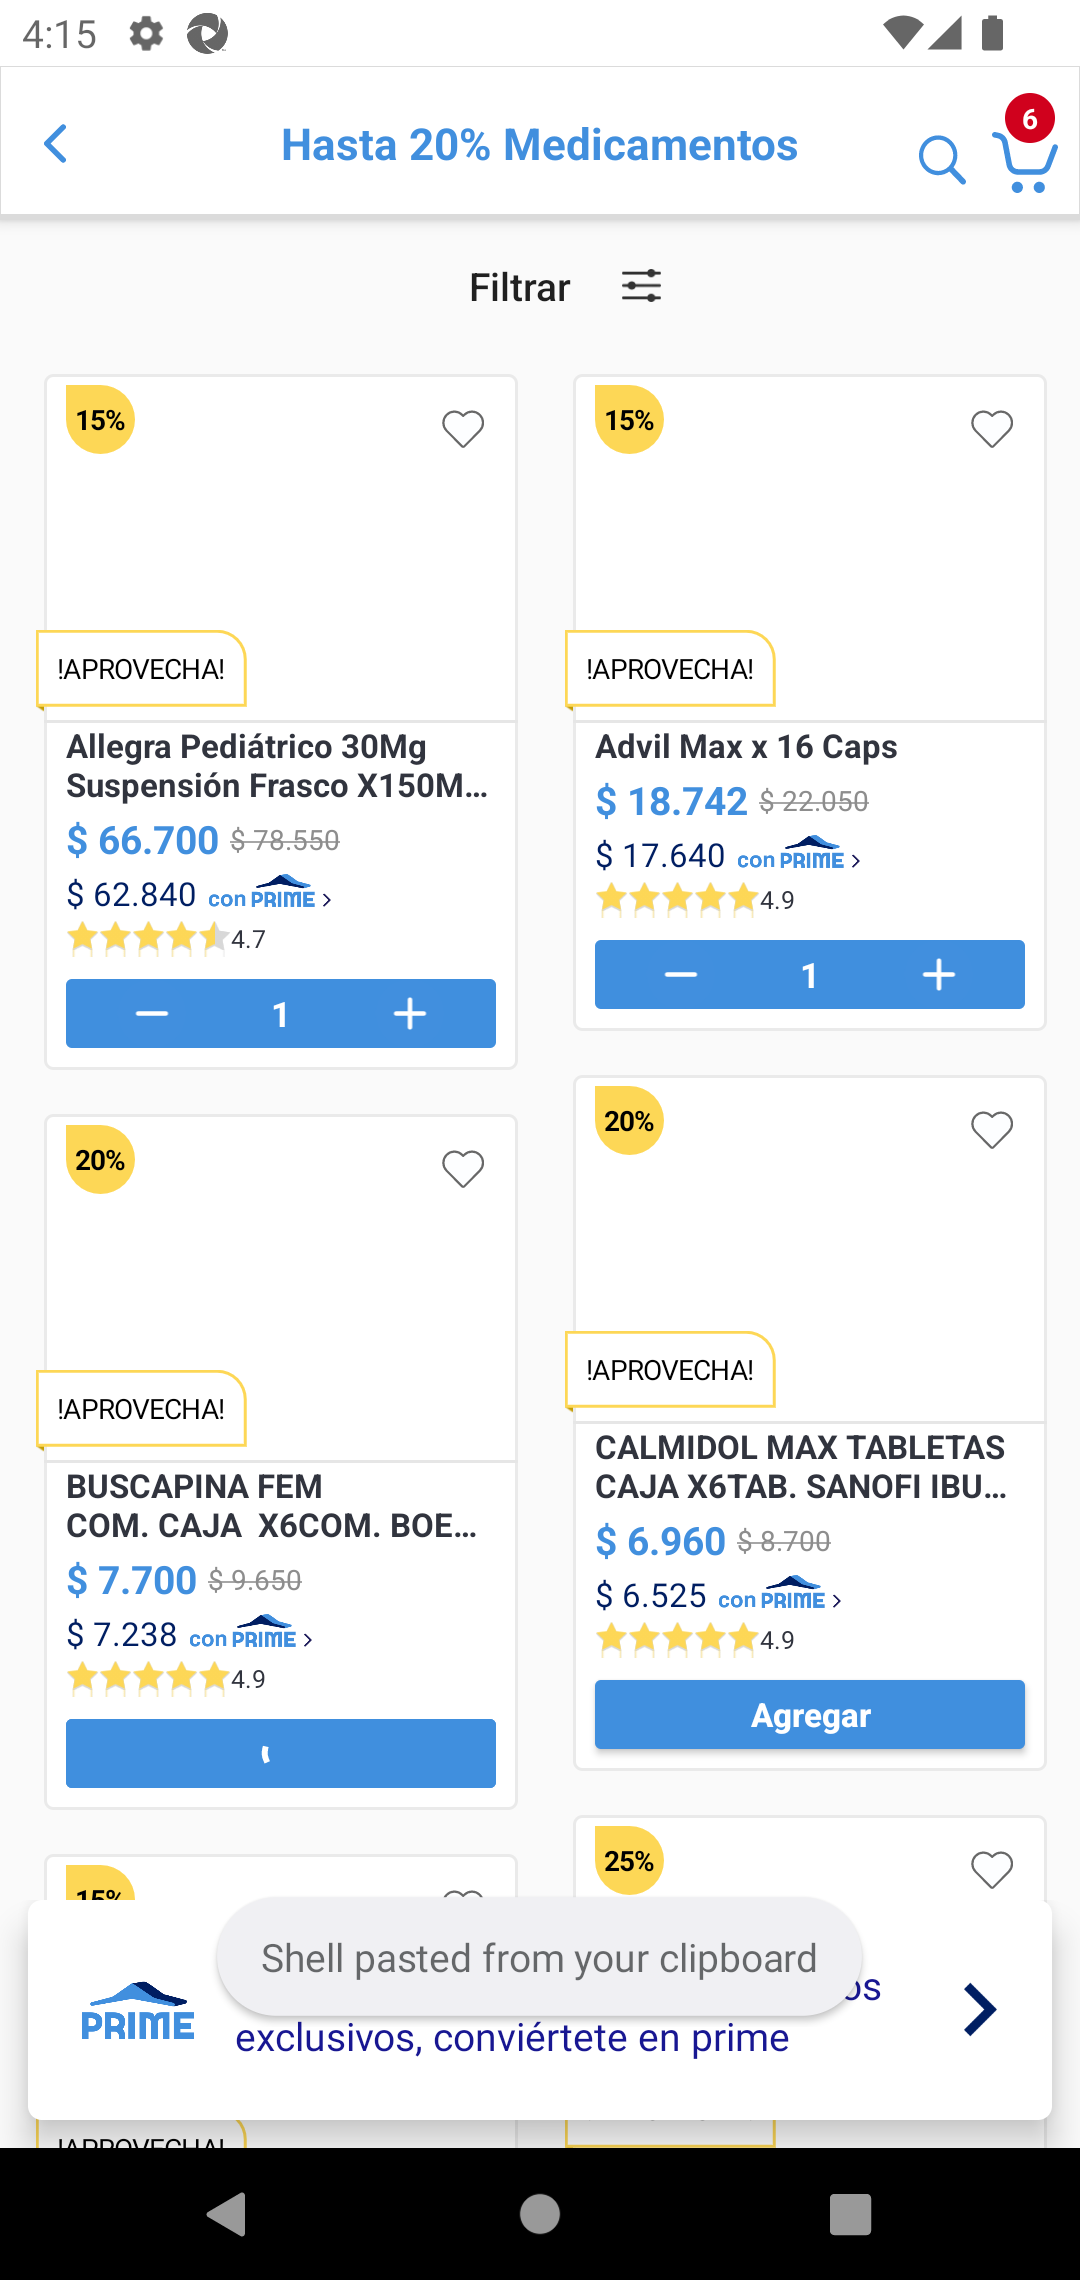 4:15
Hasta 20% Medicamentos
6
Filtrar
15%
!APROVECHA!
Allegra Pediátrico 30Mg
Suspensión Frasco X150M...
$ 66.700 $ 78.550
$ 62.840 con PRIME >
4.7
1
15%
!APROVECHA!
Advil Max x 16 Caps
$ 18.742 $ 22.050
$ 17.640 con PRIME >
4.9
1
20%
!APROVECHA!
BUSCAPINA FEM
COM. CAJA X6COM. BOE...
$ 7.700 $ 9.650
$ 7.238 con PRIME >
4.9
20%
!APROVECHA!
CALMIDOL MAX TABLETAS
CAJA X6TAB. SANOFI IBU...
$ 6.960 $ 8.700
$ 6.525 con PRIME >
4.9
Agregar
15%
25%
Shell pasted from your clipboard
PRIME
exclusivos, conviértete en prime
!APROVECHA!